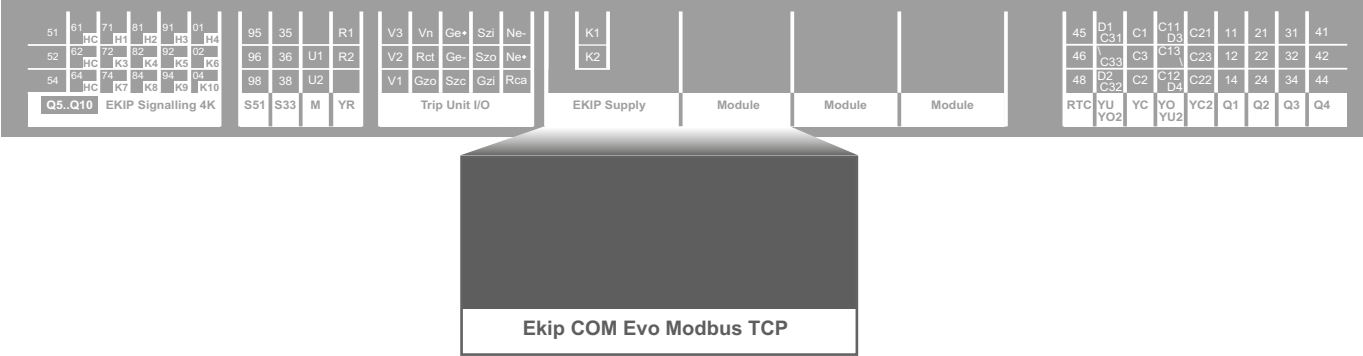 51 61 HC 71 H1 81 H2 91 H3 01 H4 95 35 R1 V3 Vn Ge• Szi Ne- K1 45 D1 C31 C1 C11 D3 C21 11 21 31 41
52 62 HC 72 K3 82 K4 92 K5 02 K6 96 36 U1 R2 V2 Rct Ge- Szo Ne• K2 46 \ C33 C3 C13 \ C23 12 22 32 42
54 64 HC 74 K7 84 K8 94 K9 04 K10 98 38 U2 V1 Gzo Szc Gzi Rca 48 D2 C32 C2 C12 D4 C22 14 24 34 44
Q5..Q10 EKIP Signalling 4K S51 S33 M YR Trip Unit I/O EKIP Supply Module Module Module RTC YU YC YO YC2 Q1 Q2 Q3 Q4
YO2 YU2
Ekip COM Evo Modbus TCP